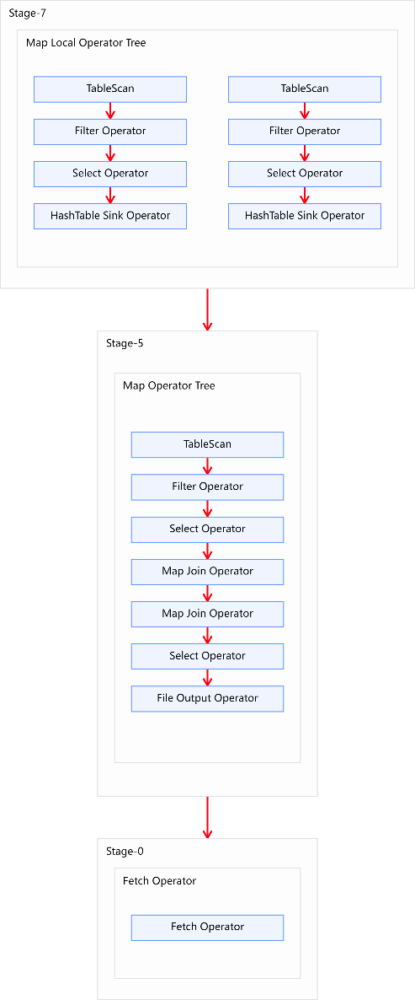 Stage-7
Map Local Operator Tree
TableScan
TableScan
Filter Operator
Filter Operator
Select Operator
Select Operator
HashTable Sink Operator
HashTable Sink Operator
Stage-5
Map Operator Tree
TableScan
Filter Operator
Select Operator
Map Join Operator
Map Join Operator
Select Operator
File Output Operator
Stage-0
Fetch Operator
Fetch Operator